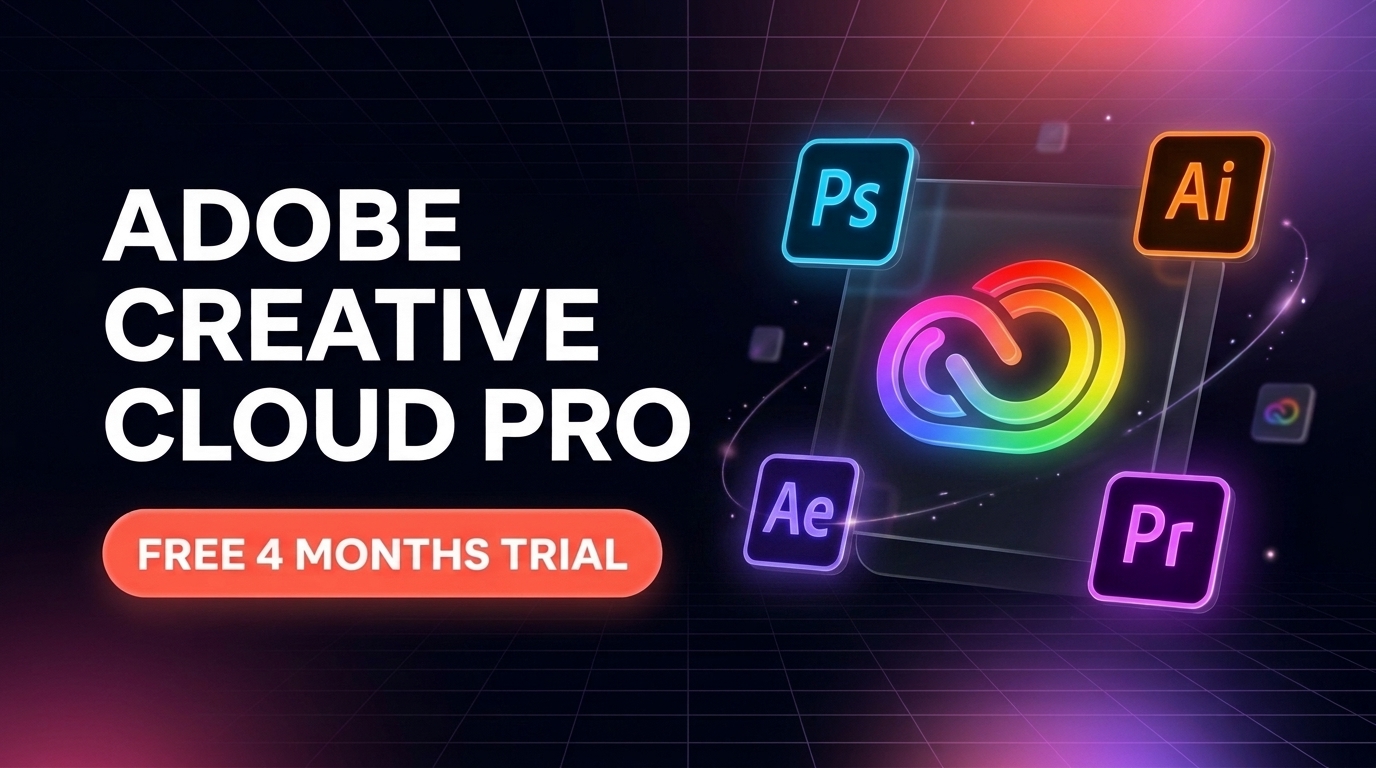 ADOBE
CREATIVE
CLOUD PRO
FREE 4 MONTHS TRIAL
Ps
Ai
Ae
Pr